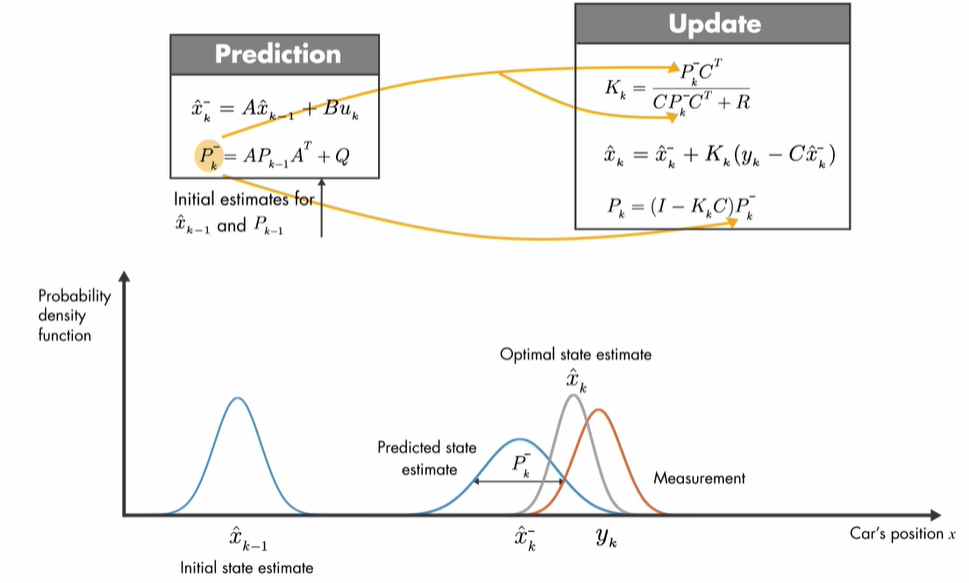 Prediction
x̂ₖ⁻ = Ax̂ₖ₋₁ + Buₖ
Pₖ⁻ = APₖ₋₁Aᵀ + Q
Initial estimates for
x̂ₖ₋₁ and Pₖ₋₁
Update
Kₖ = Pₖ⁻Cᵀ / CPₖ⁻Cᵀ + R
x̂ₖ = x̂ₖ⁻ + Kₖ(yₖ − Cx̂ₖ⁻)
Pₖ = (I − KₖC)Pₖ⁻
Probability
density
function
Optimal state estimate
x̂ₖ
Predicted state
estimate
Pₖ⁻
Measurement
x̂ₖ₋₁
Initial state estimate
x̂ₖ⁻
yₖ
Car's position x